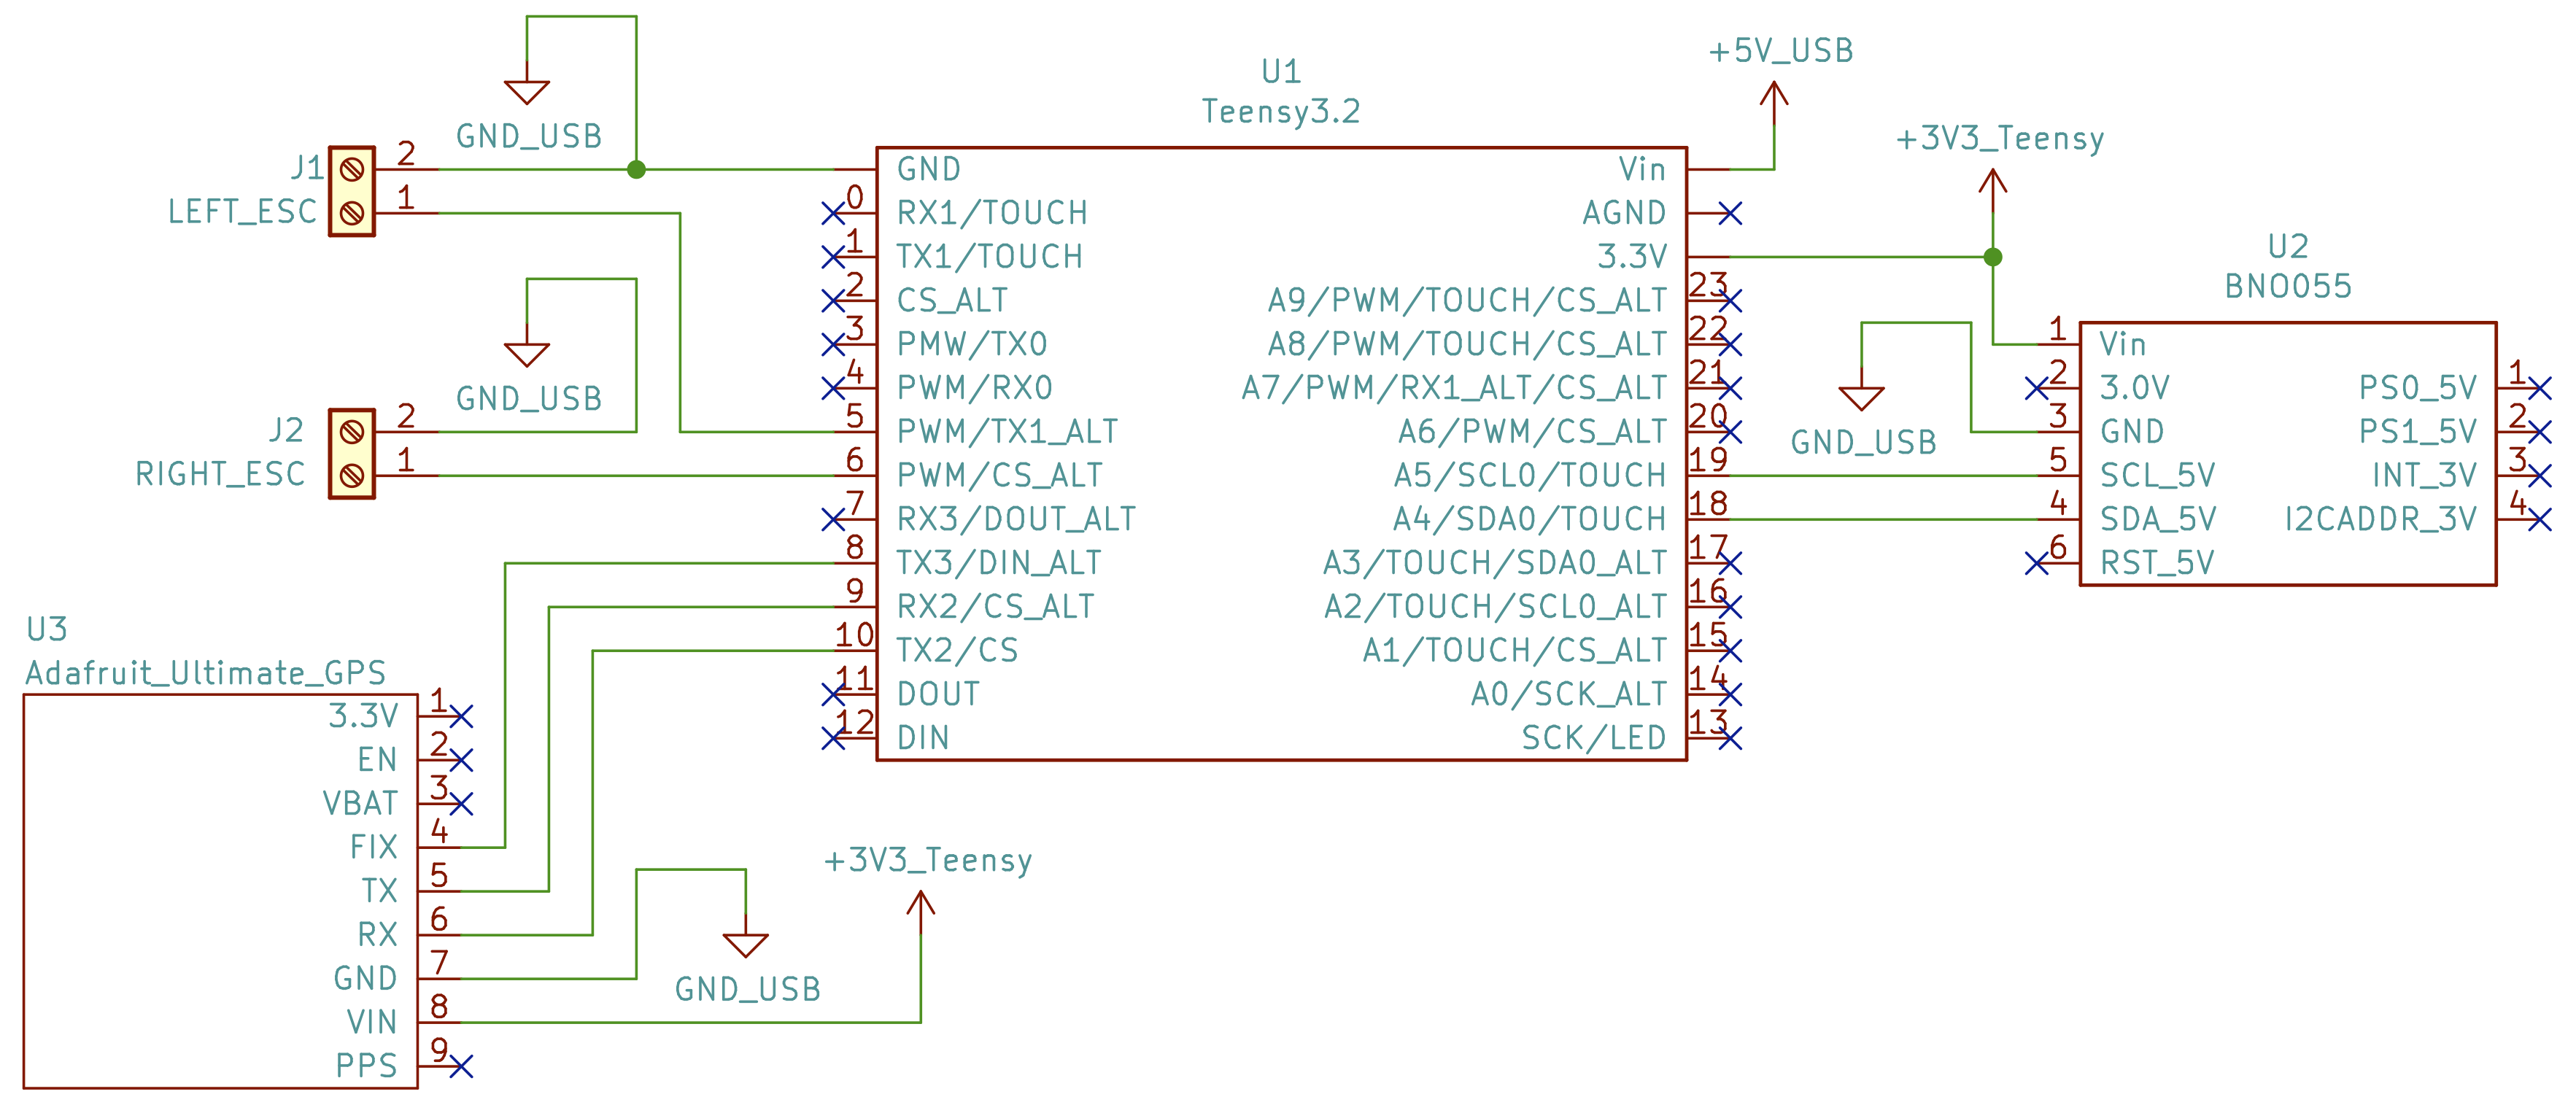 GND_USB
J1
LEFT_ESC
2
1
GND_USB
J2
RIGHT_ESC
2
1
U3
Adafruit_Ultimate_GPS
3.3V 1
EN 2
VBAT 3
FIX 4
TX 5
RX 6
GND 7
VIN 8
PPS 9
GND_USB
+3V3_Teensy
U1
Teensy3.2
GND
0 RX1/TOUCH
1 TX1/TOUCH
2 CS_ALT
3 PMW/TX0
4 PWM/RX0
5 PWM/TX1_ALT
6 PWM/CS_ALT
7 RX3/DOUT_ALT
8 TX3/DIN_ALT
9 RX2/CS_ALT
10 TX2/CS
11 DOUT
12 DIN
Vin
AGND
3.3V
A9/PWM/TOUCH/CS_ALT 23
A8/PWM/TOUCH/CS_ALT 22
A7/PWM/RX1_ALT/CS_ALT 21
A6/PWM/CS_ALT 20
A5/SCL0/TOUCH 19
A4/SDA0/TOUCH 18
A3/TOUCH/SDA0_ALT 17
A2/TOUCH/SCL0_ALT 16
A1/TOUCH/CS_ALT 15
A0/SCK_ALT 14
SCK/LED 13
+5V_USB
+3V3_Teensy
GND_USB
U2
BNO055
1 Vin
2 3.0V
3 GND
5 SCL_5V
4 SDA_5V
6 RST_5V
PS0_5V 1
PS1_5V 2
INT_3V 3
I2CADDR_3V 4